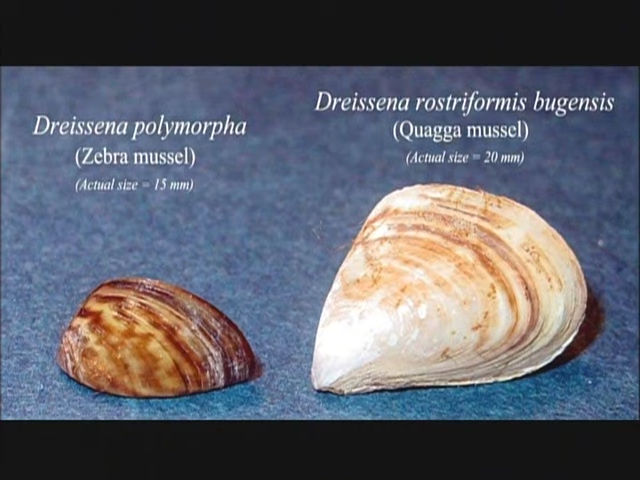 Dreissena polymorpha
(Zebra mussel)
(Actual size = 15 mm)
Dreissena rostriformis bugensis
(Quagga mussel)
(Actual size = 20 mm)